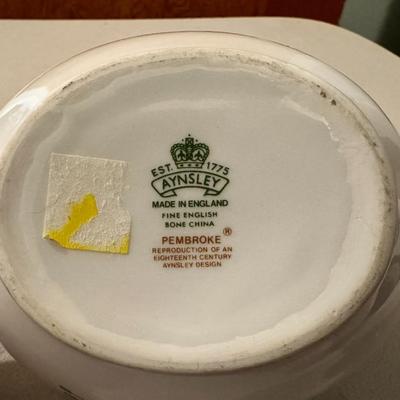 EST. 1775
AYNSLEY
MADE IN ENGLAND
FINE ENGLISH
BONE CHINA
PEMBROKE®
REPRODUCTION OF AN
EIGHTEENTH CENTURY
AYNSLEY DESIGN